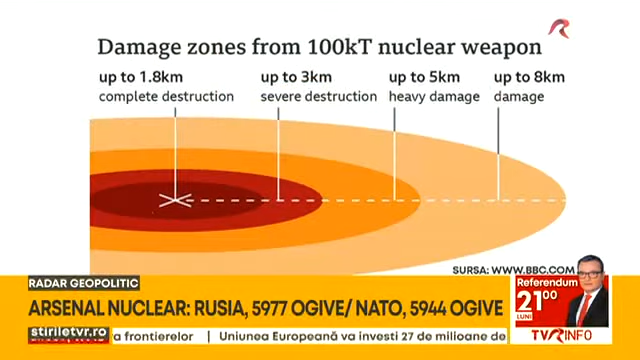 Damage zones from 100kT nuclear weapon
up to 1.8km
complete destruction
up to 3km
severe destruction
up to 5km
heavy damage
up to 8km
damage
SURSA: WWW.BBC.COM
RADAR GEOPOLITIC
ARSENAL NUCLEAR: RUSIA, 5977 OGIVE/ NATO, 5944 OGIVE
Referendum
21 00
LUNI
TVR INFO
stiriletvr.ro
a frontierelor | Uniunea Europeană va investi 27 de milioane de